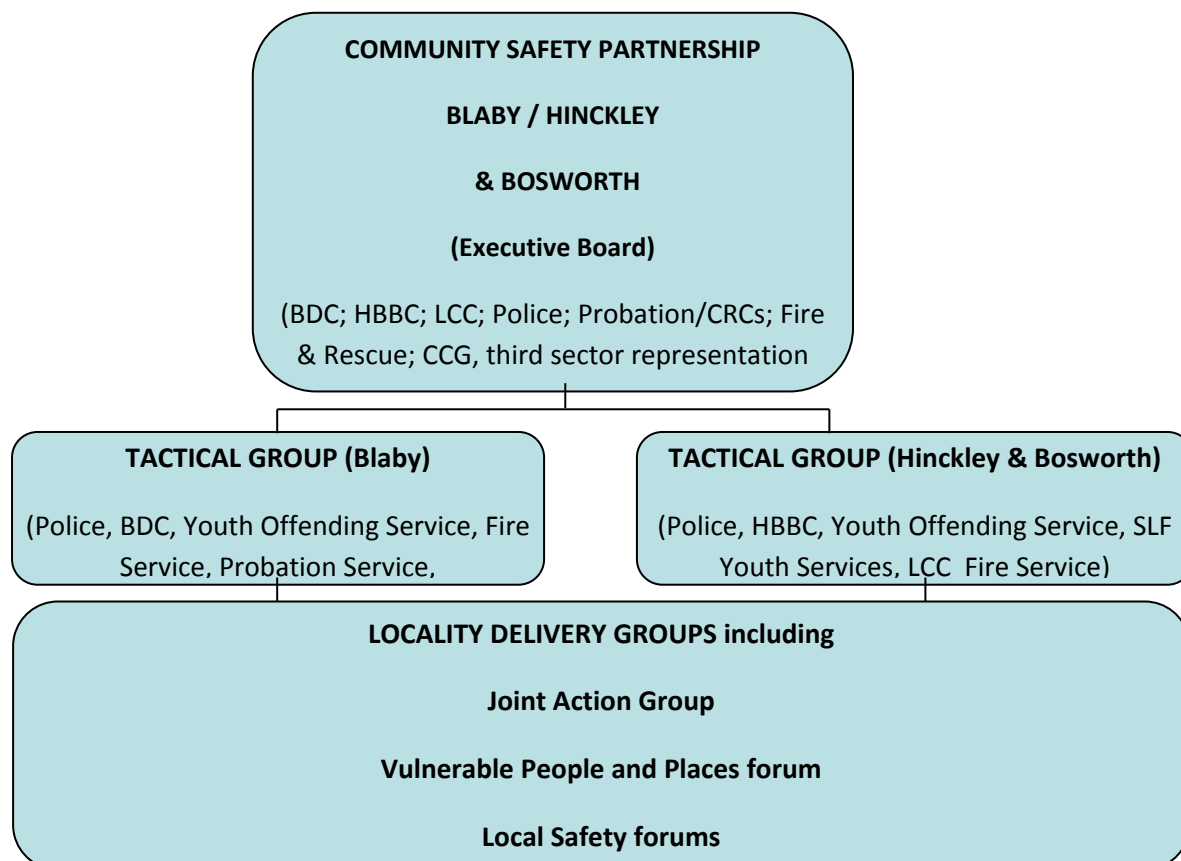 COMMUNITY SAFETY PARTNERSHIP
BLABY / HINCKLEY
& BOSWORTH
(Executive Board)
(BDC; HBBC; LCC; Police; Probation/CRCs; Fire
& Rescue; CCG, third sector representation
TACTICAL GROUP (Blaby)
(Police, BDC, Youth Offending Service, Fire
Service, Probation Service,
TACTICAL GROUP (Hinckley & Bosworth)
(Police, HBBC, Youth Offending Service, SLF
Youth Services, LCC Fire Service)
LOCALITY DELIVERY GROUPS including
Joint Action Group
Vulnerable People and Places forum
Local Safety forums